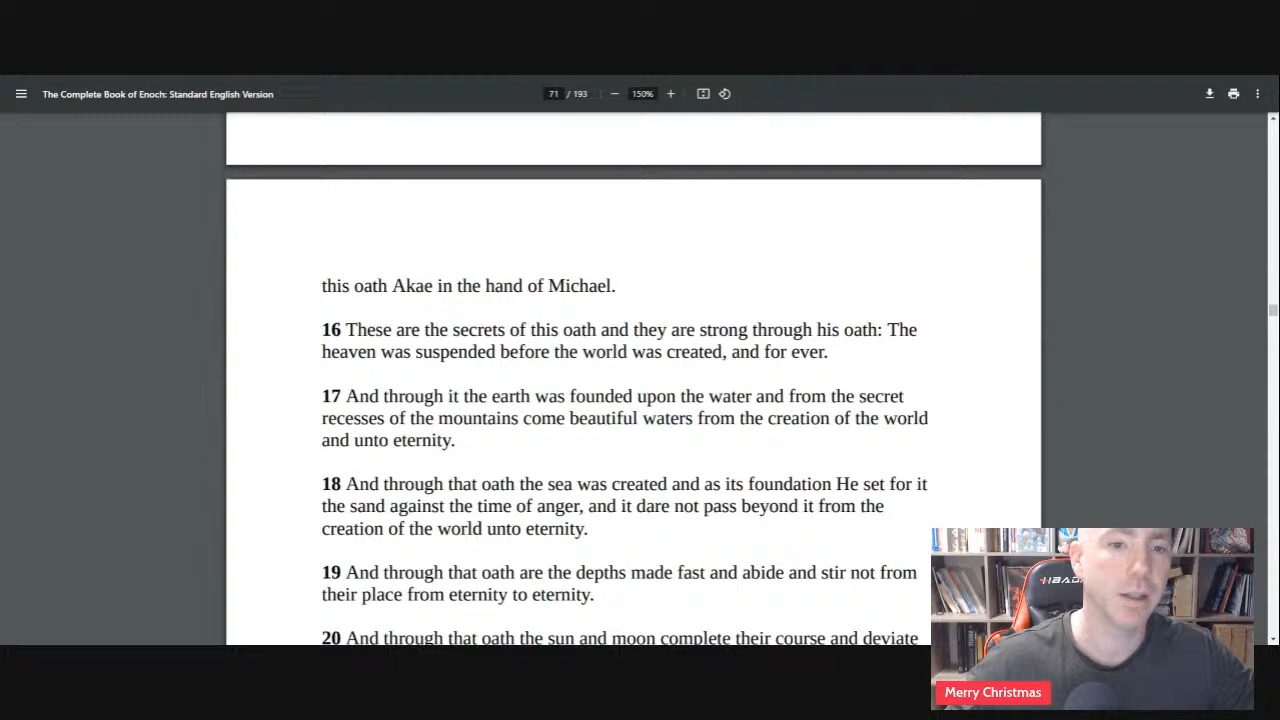 The Complete Book of Enoch: Standard English Version
71 / 193
150%
this oath Akae in the hand of Michael.
16 These are the secrets of this oath and they are strong through his oath: The
heaven was suspended before the world was created, and for ever.
17 And through it the earth was founded upon the water and from the secret
recesses of the mountains come beautiful waters from the creation of the world
and unto eternity.
18 And through that oath the sea was created and as its foundation He set for it
the sand against the time of anger, and it dare not pass beyond it from the
creation of the world unto eternity.
19 And through that oath are the depths made fast and abide and stir not from
their place from eternity to eternity.
20 And through that oath the sun and moon complete their course and deviate
Merry Christmas